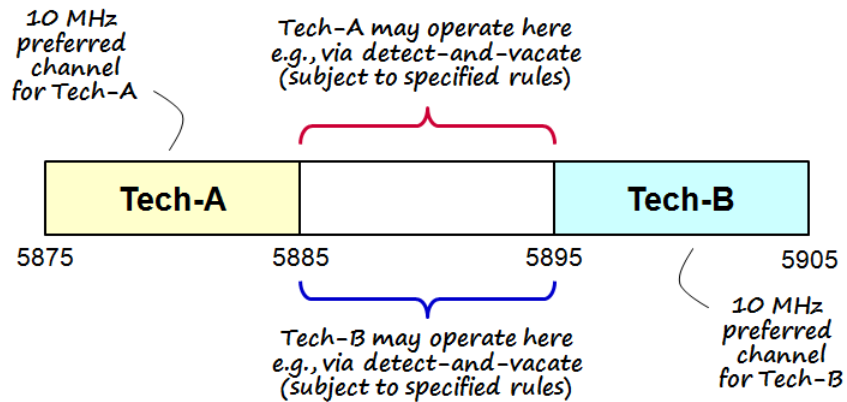 10 MHz
preferred
channel
for Tech-A
Tech-A may operate here
e.g., via detect-and-vacate
(subject to specified rules)
Tech-A
Tech-B
5875
5885
5895
5905
Tech-B may operate here
e.g., via detect-and-vacate
(subject to specified rules)
10 MHz
preferred
channel
for Tech-B